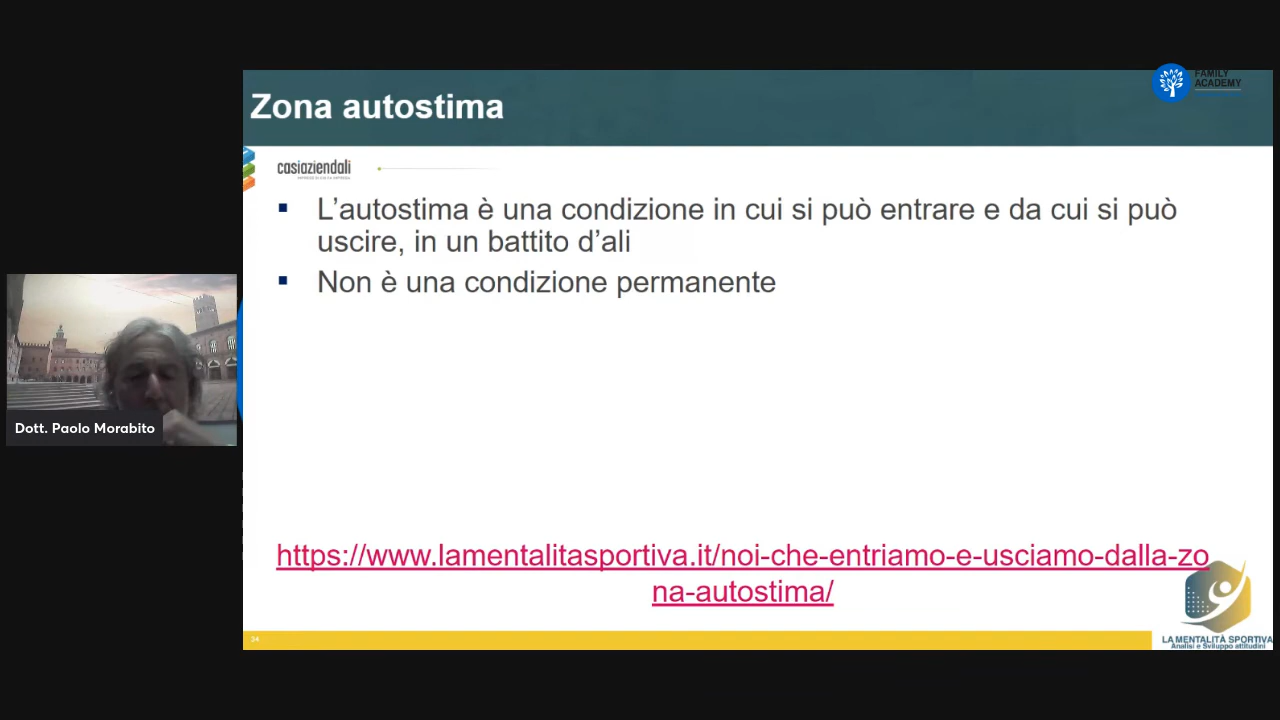 Zona autostima
FAMILY
ACADEMY
casiaziendali
L'autostima è una condizione in cui si può entrare e da cui si può
uscire, in un battito d'ali
Non è una condizione permanente
Dott. Paolo Morabito
https://www.lamentalitasportiva.it/noi-che-entriamo-e-usciamo-dalla-zo
na-autostima/
34
LA MENTALITÀ SPORTIVA
Analisi e Sviluppo attitudini